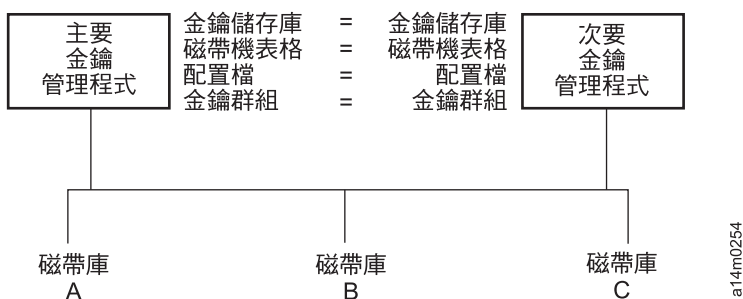 主要
金鑰
管理程式
金鑰儲存庫 = 金鑰儲存庫
磁帶機表格 = 磁帶機表格
配置檔 = 配置檔
金鑰群組 = 金鑰群組
次要
金鑰
管理程式
磁帶庫
A
磁帶庫
B
磁帶庫
C
a14m0254